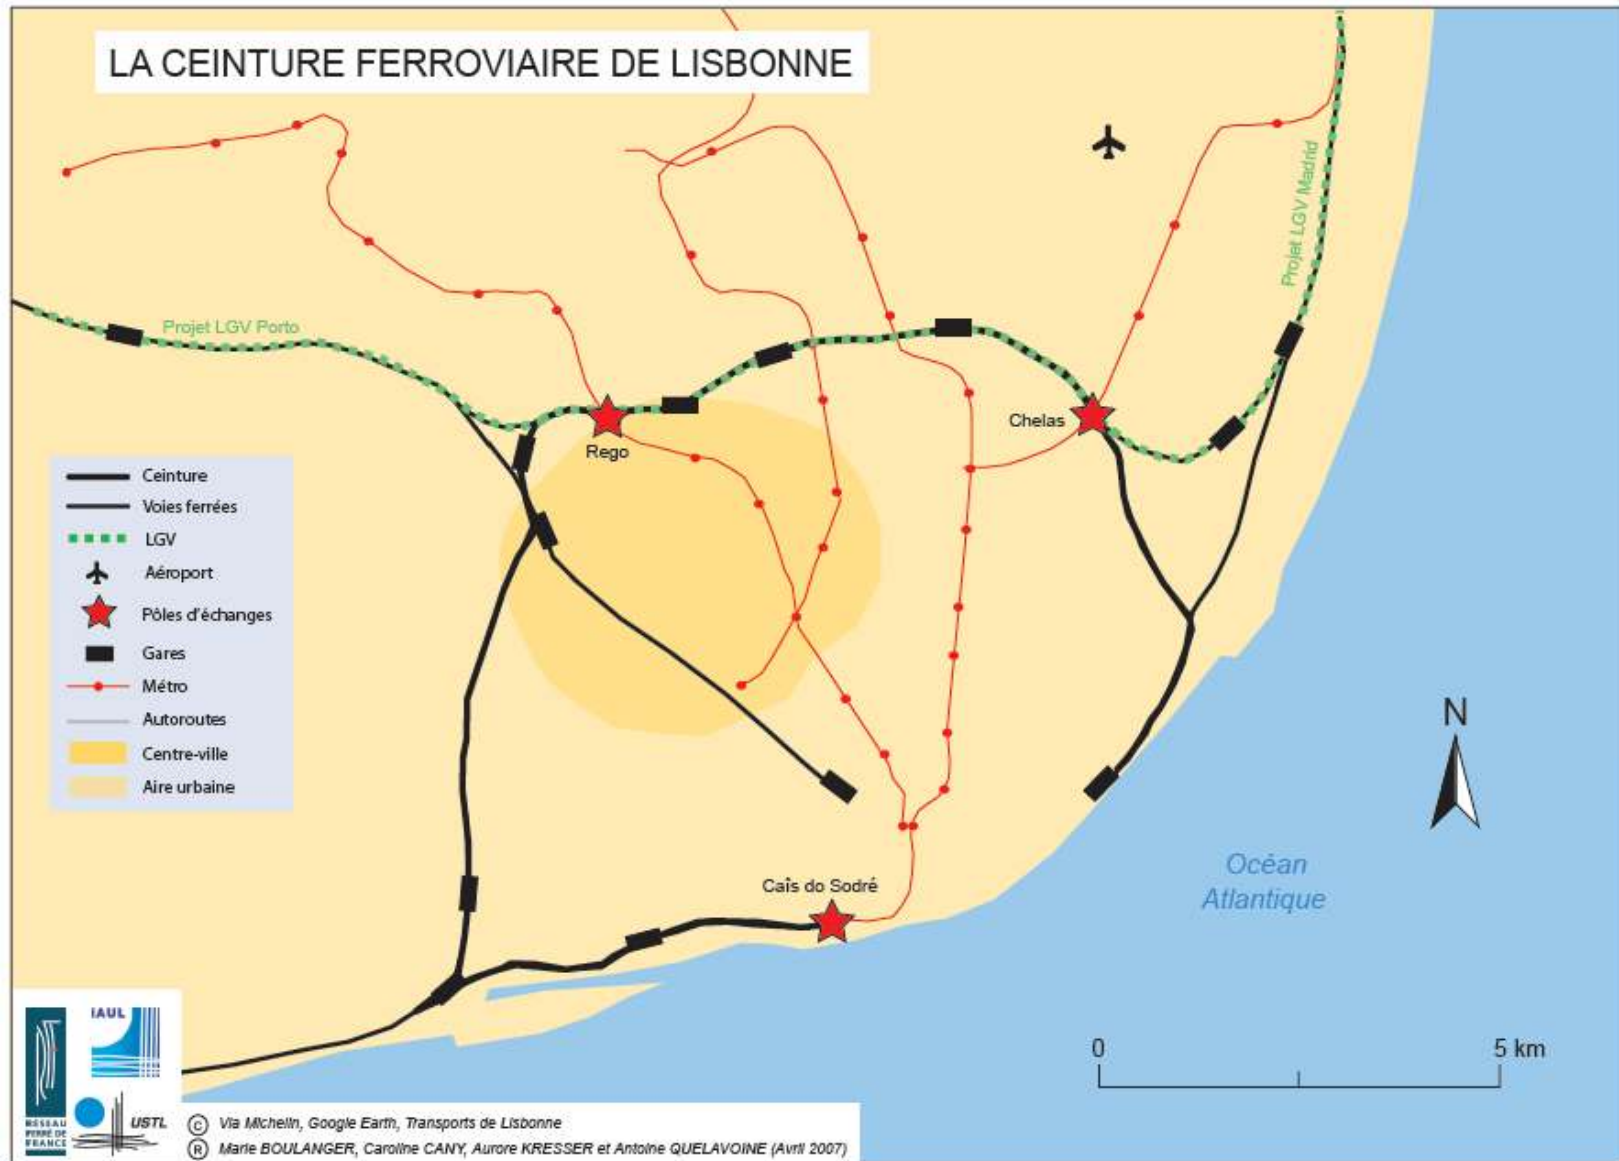 LA CEINTURE FERROVIAIRE DE LISBONNE
Projet LGV Madrid
Projet LGV Porto
Chelas
Rego
Ceinture
Voies ferrées
LGV
Aéroport
Pôles d'échanges
Gares
Métro
Autoroutes
Centre-ville
Aire urbaine
N
Océan
Atlantique
Caîs do Sodré
0
5 km
IAUL
RESEAU
FERRÉ DE
FRANCE
USTL
C Via Michelin, Google Earth, Transports de Lisbonne
R Marie BOULANGER, Caroline CANY, Aurore KRESSER et Antoine QUELAVOINE (Avril 2007)